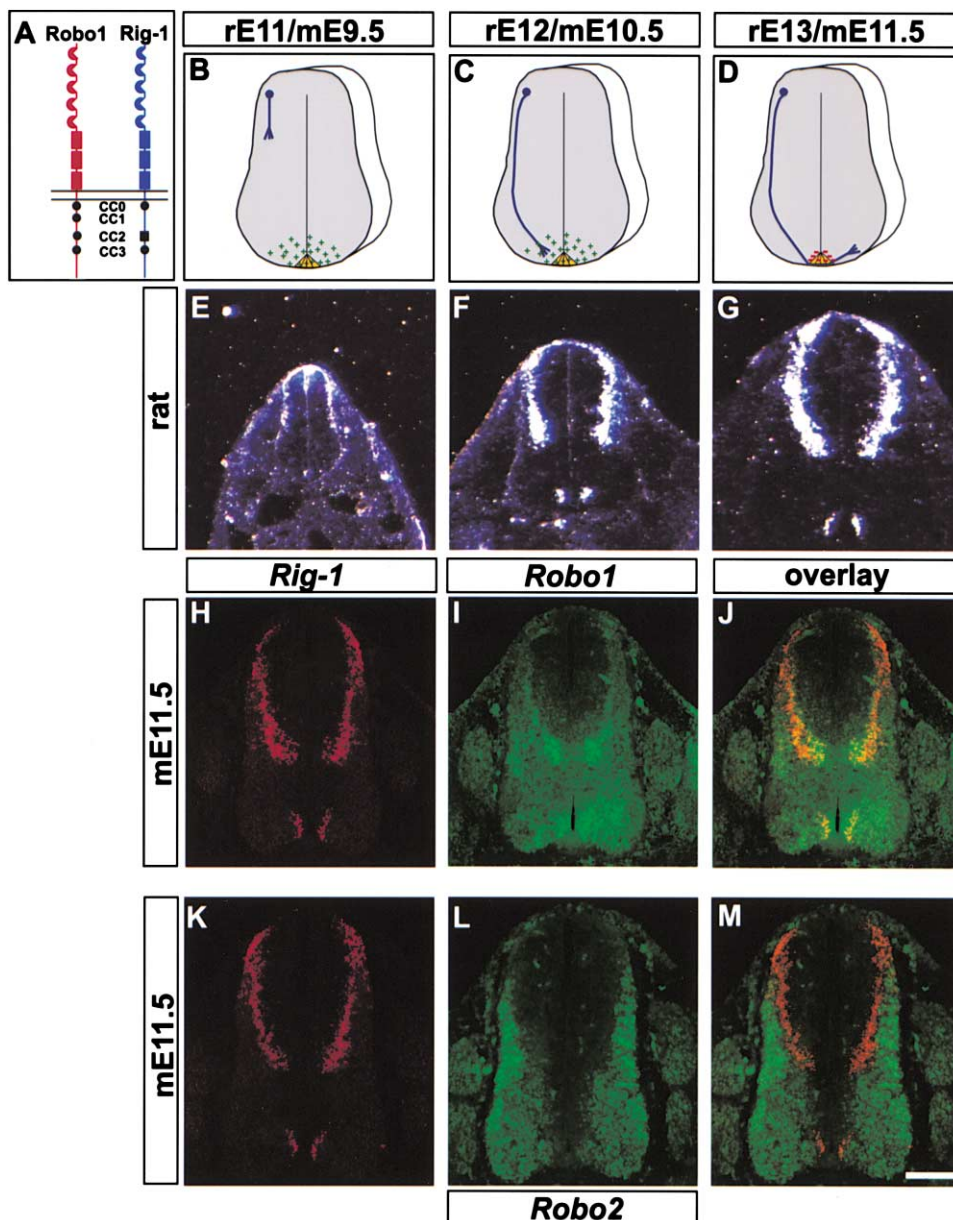 A
Robo1 Rig-1
CC0
CC1
CC2
CC3
rE11/mE9.5
rE12/mE10.5
rE13/mE11.5
B
C
D
rat
E
F
G
Rig-1
Robo1
overlay
mE11.5
H
I
J
mE11.5
K
L
M
Robo2